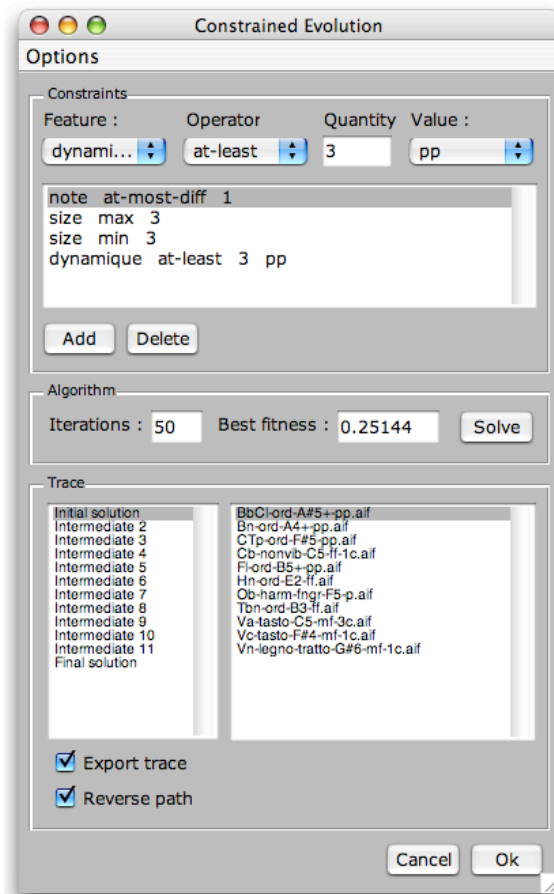 Constrained Evolution
Options
Constraints
Feature : Operator Quantity Value :
dynami... at-least 3 pp
note at-most-diff 1
size max 3
size min 3
dynamique at-least 3 pp
Add Delete
Algorithm
Iterations : 50 Best fitness : 0.25144 Solve
Trace
Initial solution
Intermediate 2
Intermediate 3
Intermediate 4
Intermediate 5
Intermediate 6
Intermediate 7
Intermediate 8
Intermediate 9
Intermediate 10
Intermediate 11
Final solution
BbCl-ord-A#5+-pp.aif
Bn-ord-A4+-pp.aif
CTp-ord-F#5-pp.aif
Cb-nonvib-C5-ff-1c.aif
Fl-ord-B5+-pp.aif
Hn-ord-E2-ff.aif
Ob-harm-fngr-F5-p.aif
Tbn-ord-B3-ff.aif
Va-tasto-C5-mf-3c.aif
Vc-tasto-F#4-mf-1c.aif
Vn-legno-tratto-G#6-mf-1c.aif
Export trace
Reverse path
Cancel Ok